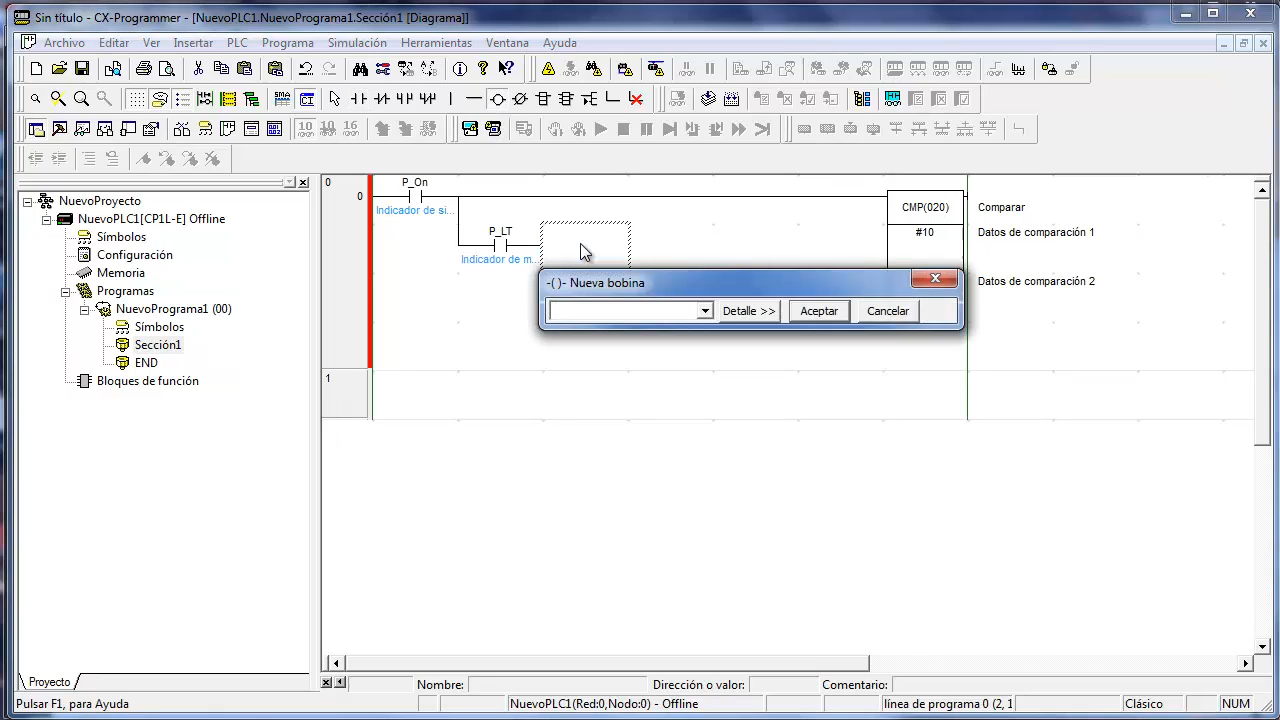 Sin título - CX-Programmer - [NuevoPLC1.NuevoPrograma1.Sección1 [Diagrama]]
Archivo Editar Ver Insertar PLC Programa Simulación Herramientas Ventana Ayuda
10 10 16
NuevoProyecto
NuevoPLC1[CP1L-E] Offline
Símbolos
Configuración
Memoria
Programas
NuevoPrograma1 (00)
Símbolos
Sección1
END
Bloques de función
Proyecto
0
0
P_On
Indicador de si...
P_LT
Indicador de m...
CMP(020)
Comparar
#10
Datos de comparación 1
Datos de comparación 2
-( )- Nueva bobina
Detalle >> Aceptar Cancelar
1
Nombre: Dirección o valor: Comentario:
Pulsar F1, para Ayuda NuevoPLC1(Red:0,Nodo:0) - Offline línea de programa 0 (2, 1 Clásico NUM